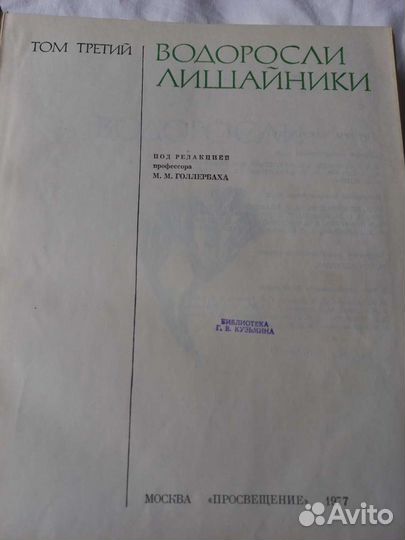 ТОМ ТРЕТИЙ
ВОДОРОСЛИ
ЛИШАЙНИКИ
ПОД РЕДАКЦИЕЙ
профессора
М. М. ГОЛЛЕРБАХА
БИБЛИОТЕКА
Г. В. КУЗЬМИНА
МОСКВА «ПРОСВЕЩЕНИЕ» 1977
Avito